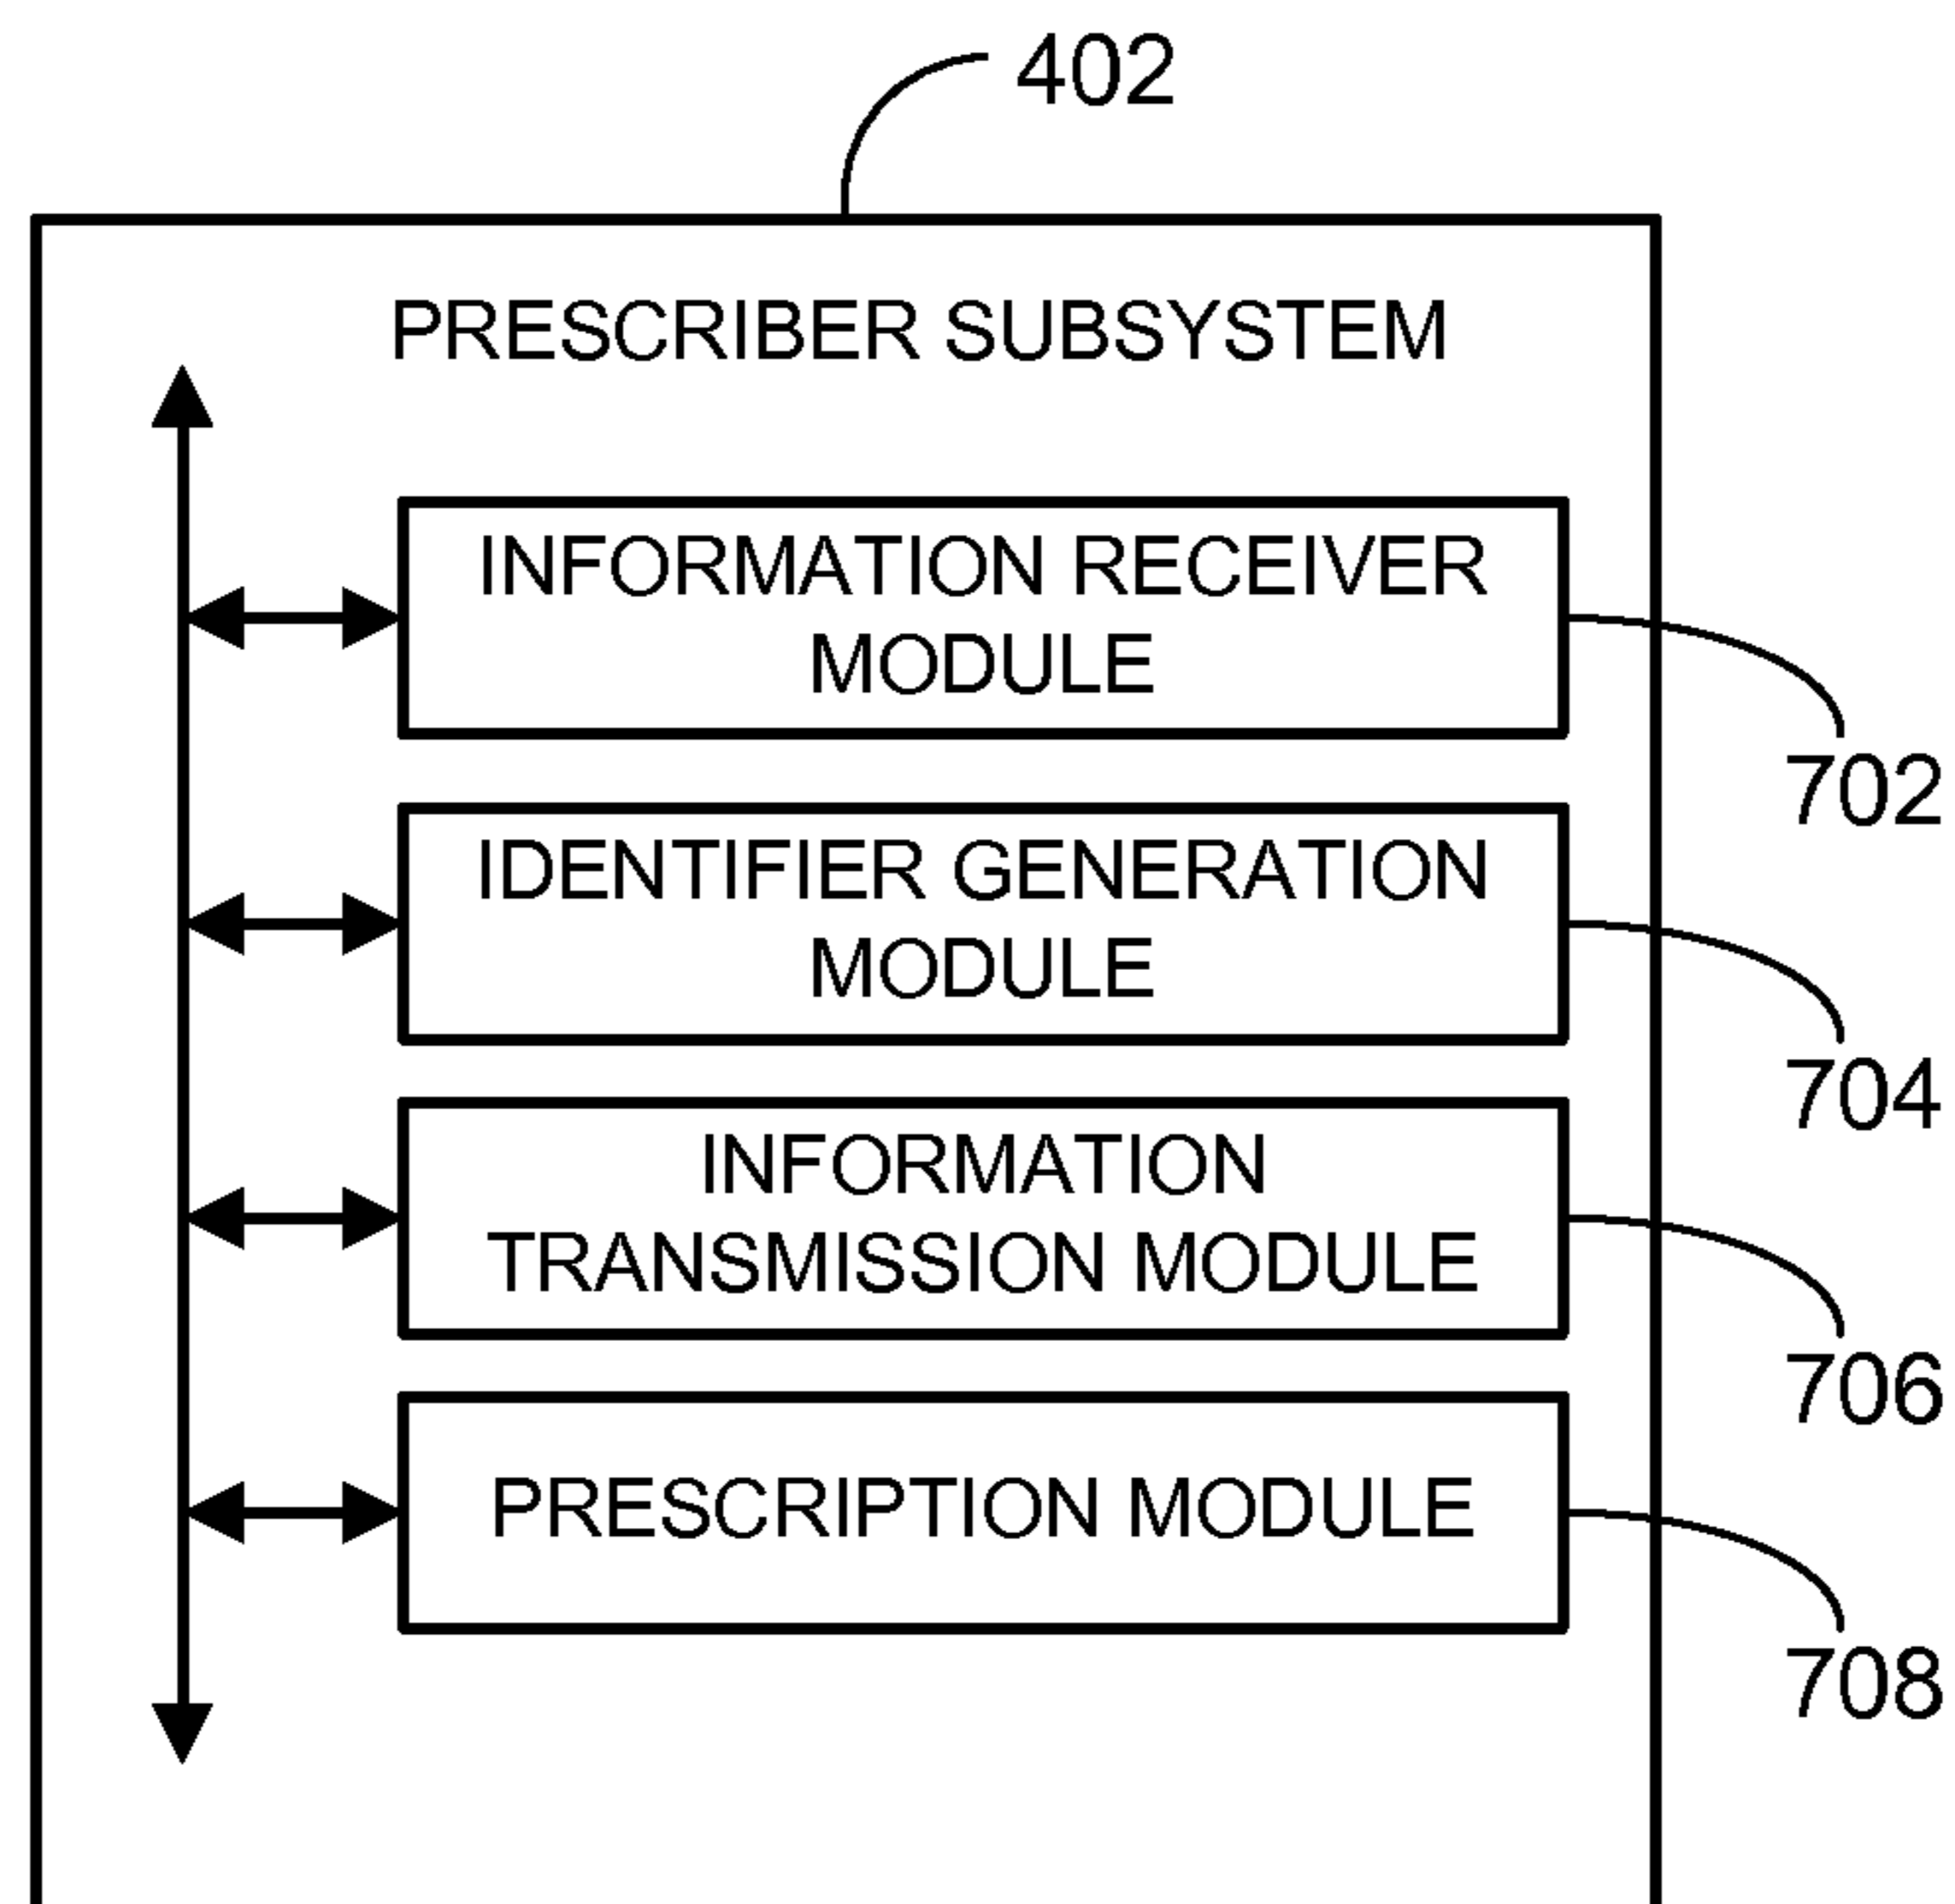 402
PRESCRIBER SUBSYSTEM
INFORMATION RECEIVER
MODULE
702
IDENTIFIER GENERATION
MODULE
704
INFORMATION
TRANSMISSION MODULE
706
PRESCRIPTION MODULE
708